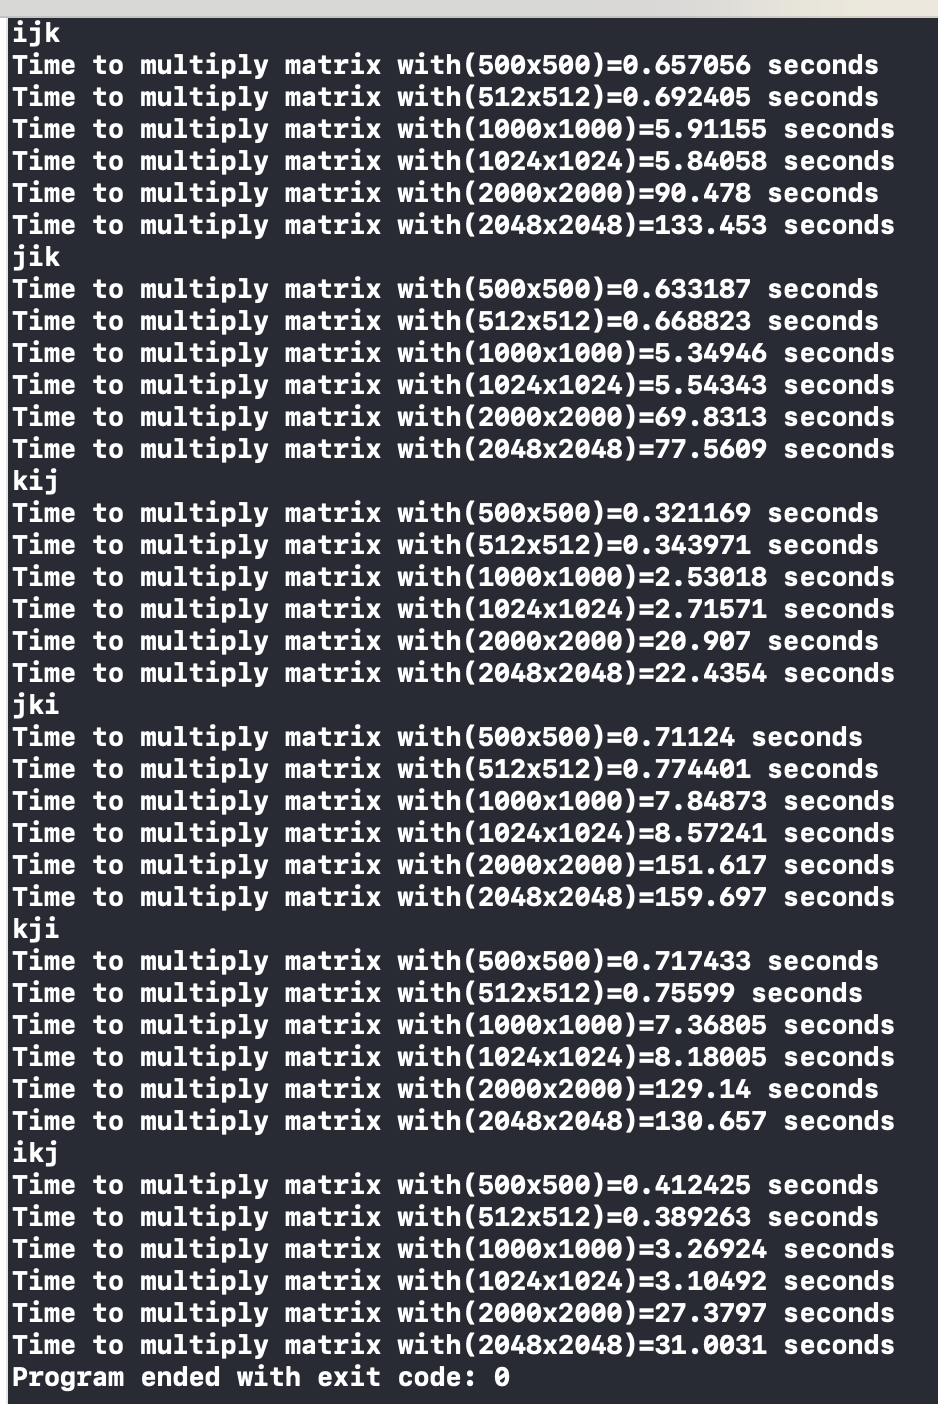 ijk
Time to multiply matrix with(500x500)=0.657056 seconds
Time to multiply matrix with(512x512)=0.692405 seconds
Time to multiply matrix with(1000x1000)=5.91155 seconds
Time to multiply matrix with(1024x1024)=5.84058 seconds
Time to multiply matrix with(2000x2000)=90.478 seconds
Time to multiply matrix with(2048x2048)=133.453 seconds
jik
Time to multiply matrix with(500x500)=0.633187 seconds
Time to multiply matrix with(512x512)=0.668823 seconds
Time to multiply matrix with(1000x1000)=5.34946 seconds
Time to multiply matrix with(1024x1024)=5.54343 seconds
Time to multiply matrix with(2000x2000)=69.8313 seconds
Time to multiply matrix with(2048x2048)=77.5609 seconds
kij
Time to multiply matrix with(500x500)=0.321169 seconds
Time to multiply matrix with(512x512)=0.343971 seconds
Time to multiply matrix with(1000x1000)=2.53018 seconds
Time to multiply matrix with(1024x1024)=2.71571 seconds
Time to multiply matrix with(2000x2000)=20.907 seconds
Time to multiply matrix with(2048x2048)=22.4354 seconds
jki
Time to multiply matrix with(500x500)=0.71124 seconds
Time to multiply matrix with(512x512)=0.774401 seconds
Time to multiply matrix with(1000x1000)=7.84873 seconds
Time to multiply matrix with(1024x1024)=8.57241 seconds
Time to multiply matrix with(2000x2000)=151.617 seconds
Time to multiply matrix with(2048x2048)=159.697 seconds
kji
Time to multiply matrix with(500x500)=0.717433 seconds
Time to multiply matrix with(512x512)=0.75599 seconds
Time to multiply matrix with(1000x1000)=7.36805 seconds
Time to multiply matrix with(1024x1024)=8.18005 seconds
Time to multiply matrix with(2000x2000)=129.14 seconds
Time to multiply matrix with(2048x2048)=130.657 seconds
ikj
Time to multiply matrix with(500x500)=0.412425 seconds
Time to multiply matrix with(512x512)=0.389263 seconds
Time to multiply matrix with(1000x1000)=3.26924 seconds
Time to multiply matrix with(1024x1024)=3.10492 seconds
Time to multiply matrix with(2000x2000)=27.3797 seconds
Time to multiply matrix with(2048x2048)=31.0031 seconds
Program ended with exit code: 0